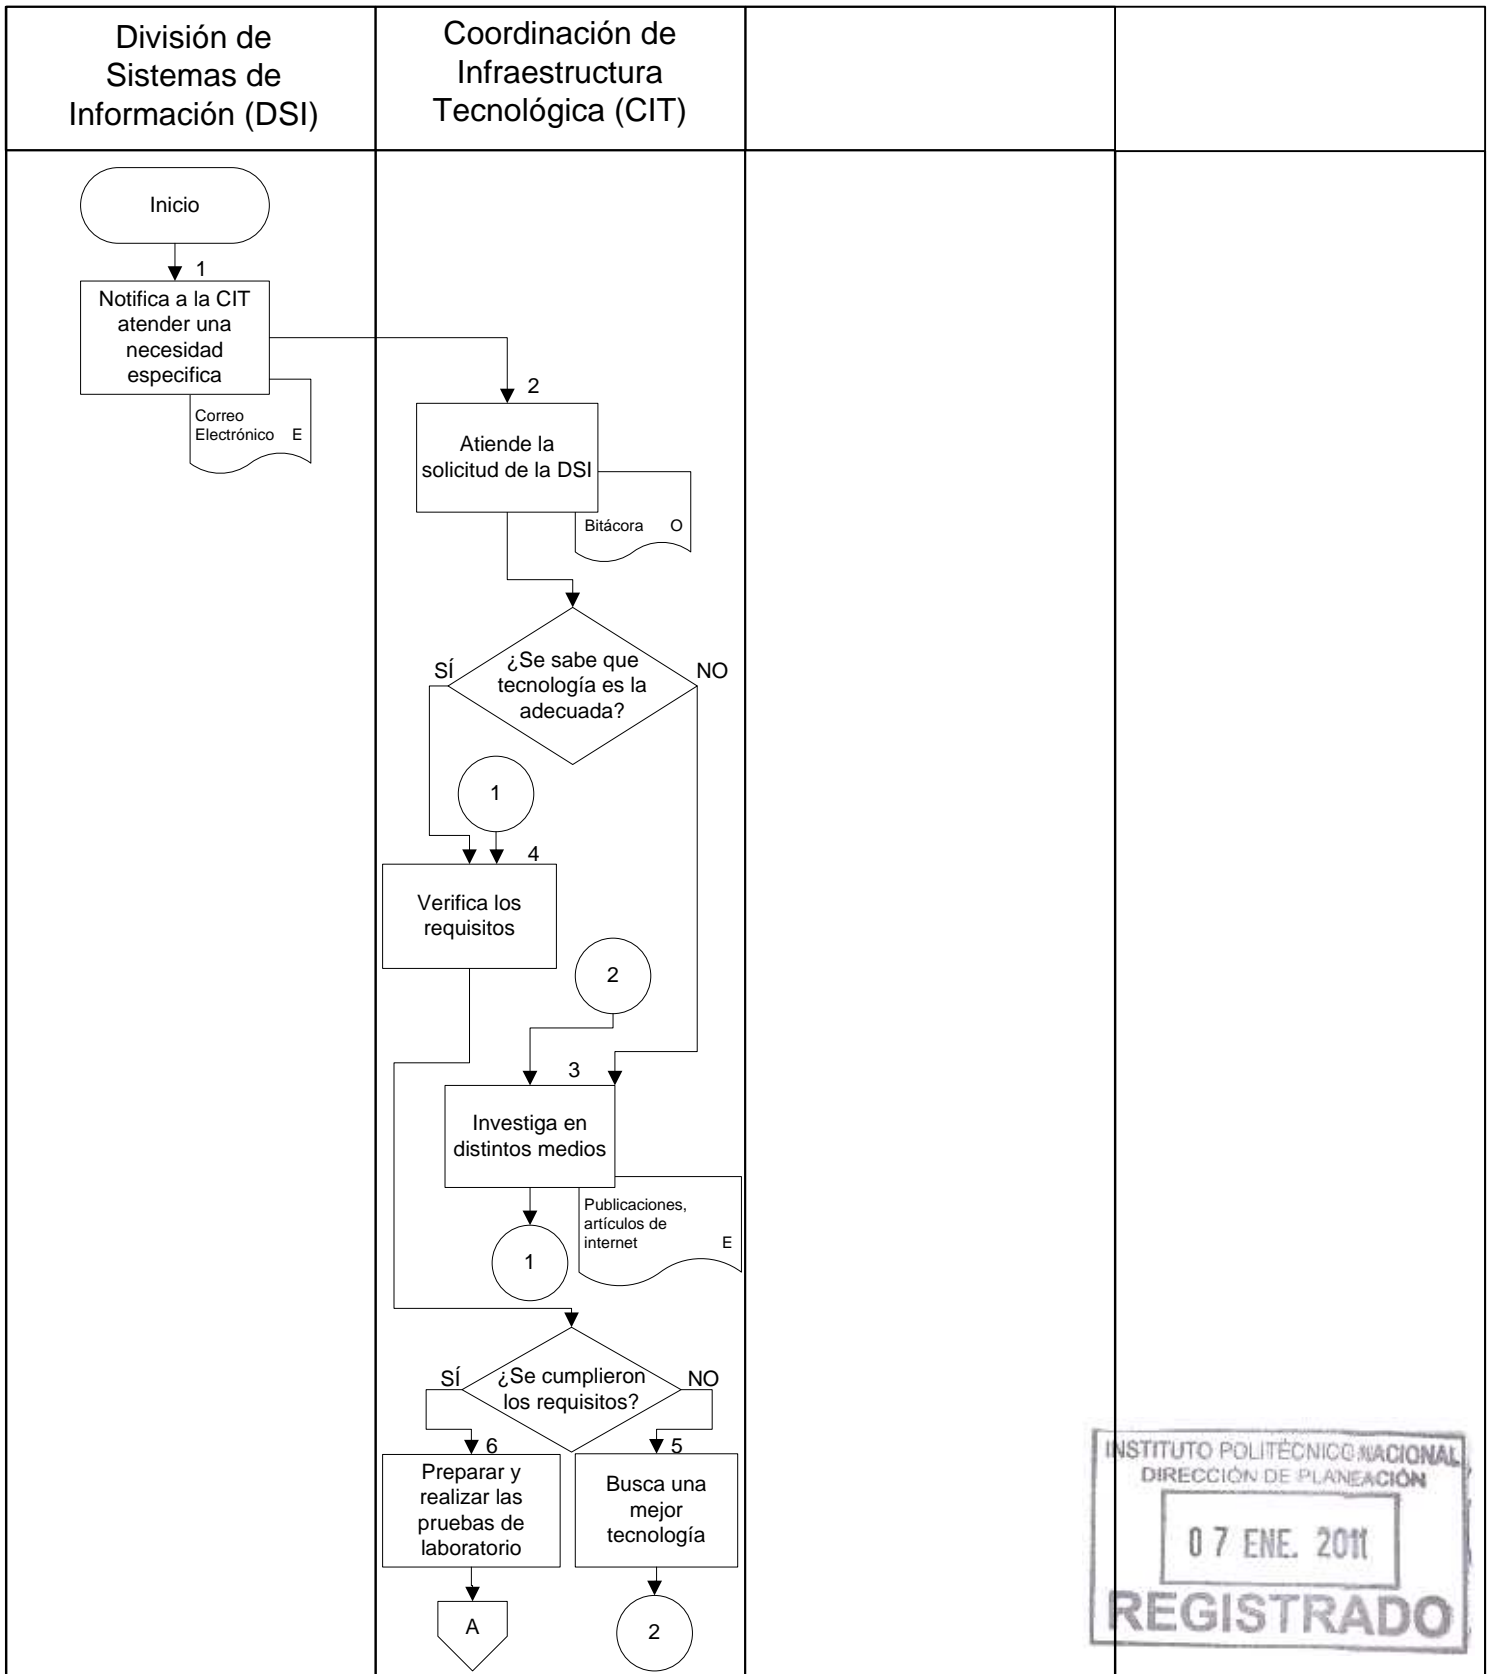 División de
Sistemas de
Información (DSI)
Coordinación de
Infraestructura
Tecnológica (CIT)
Inicio
1
Notifica a la CIT
atender una
necesidad
especifica
Correo
Electrónico E
2
Atiende la
solicitud de la DSI
Bitácora O
¿Se sabe que
tecnología es la
adecuada?
SÍ
NO
1
4
Verifica los
requisitos
2
3
Investiga en
distintos medios
Publicaciones,
artículos de
internet E
1
¿Se cumplieron
los requisitos?
SÍ
NO
6
Preparar y
realizar las
pruebas de
laboratorio
5
Busca una
mejor
tecnología
A
2
INSTITUTO POLITÉCNICO NACIONAL
DIRECCIÓN DE PLANEACIÓN
0 7 ENE. 2011
REGISTRADO